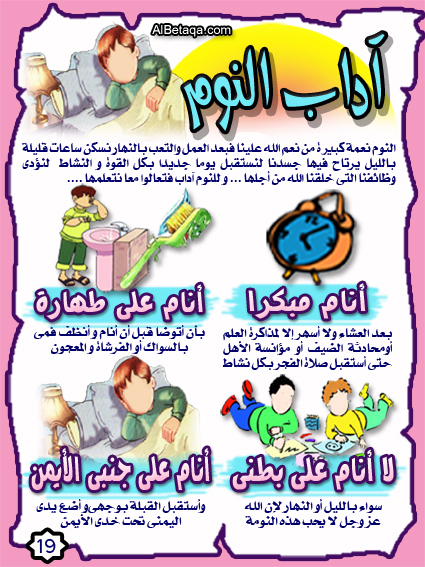 AlBetaqa.com
آداب النوم
النوم نعمة كبيرة من نعم الله علينا فبعد العمل والتعب بالنهار نسكن ساعات قليلة
بالليل يرتاح فيها جسدنا لنستقبل يوما جديدا بكل القوة و النشاط لنؤدى
وظائفنا التى خلقنا الله من أجلها ... و للنوم آداب فتعالوا معا نتعلمها ....
أنام مبكرا
بعد العشاء ولا أسهر إلا لمذاكرة العلم
أومحادثة الضيف أو مؤانسة الأهل
حتى أستقبل صلاة الفجر بكل نشاط
أنام على طهارة
بأن أتوضا قبل أن أنام و أنظف فمى
بالسواك أو الفرشاة و المعجون
لا أنام على بطنى
سواء بالليل أو النهار لإن الله
عز وجل لا يحب هذه النومة
أنام على جنبى الأيمن
وأستقبل القبلة بوجهى وأضع يدى
اليمنى تحت خدى الأيمن
19